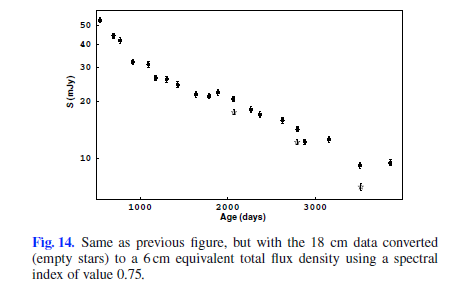 50
40
30
20
10
S (mJy)
1000 2000 3000
Age (days)
Fig. 14. Same as previous figure, but with the 18 cm data converted
(empty stars) to a 6 cm equivalent total flux density using a spectral
index of value 0.75.